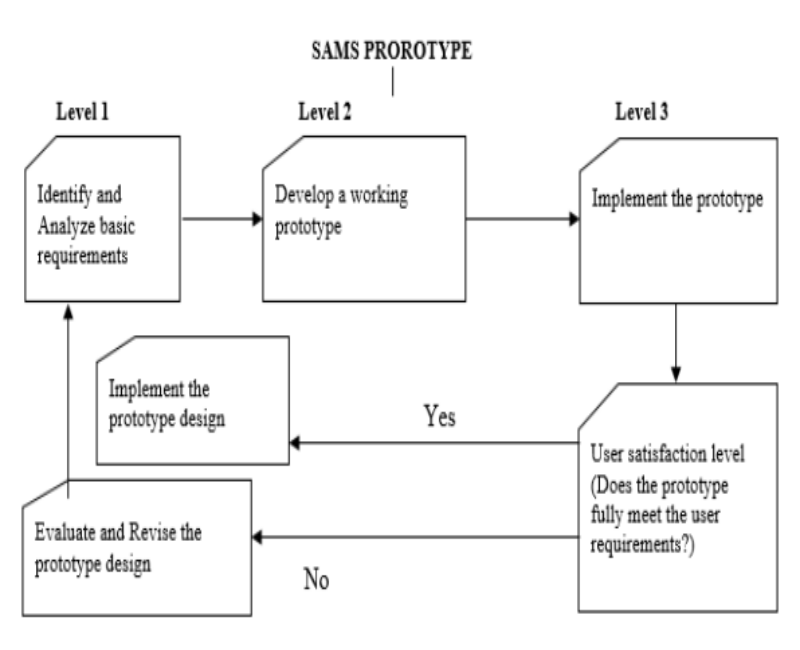 SAMS PROROTYPE
Level 1
Level 2
Level 3
Identify and
Analyze basic
requirements
Develop a working
prototype
Implement the prototype
Implement the
prototype design
Yes
User satisfaction level
(Does the prototype
fully meet the user
requirements?)
Evaluate and Revise the
prototype design
No